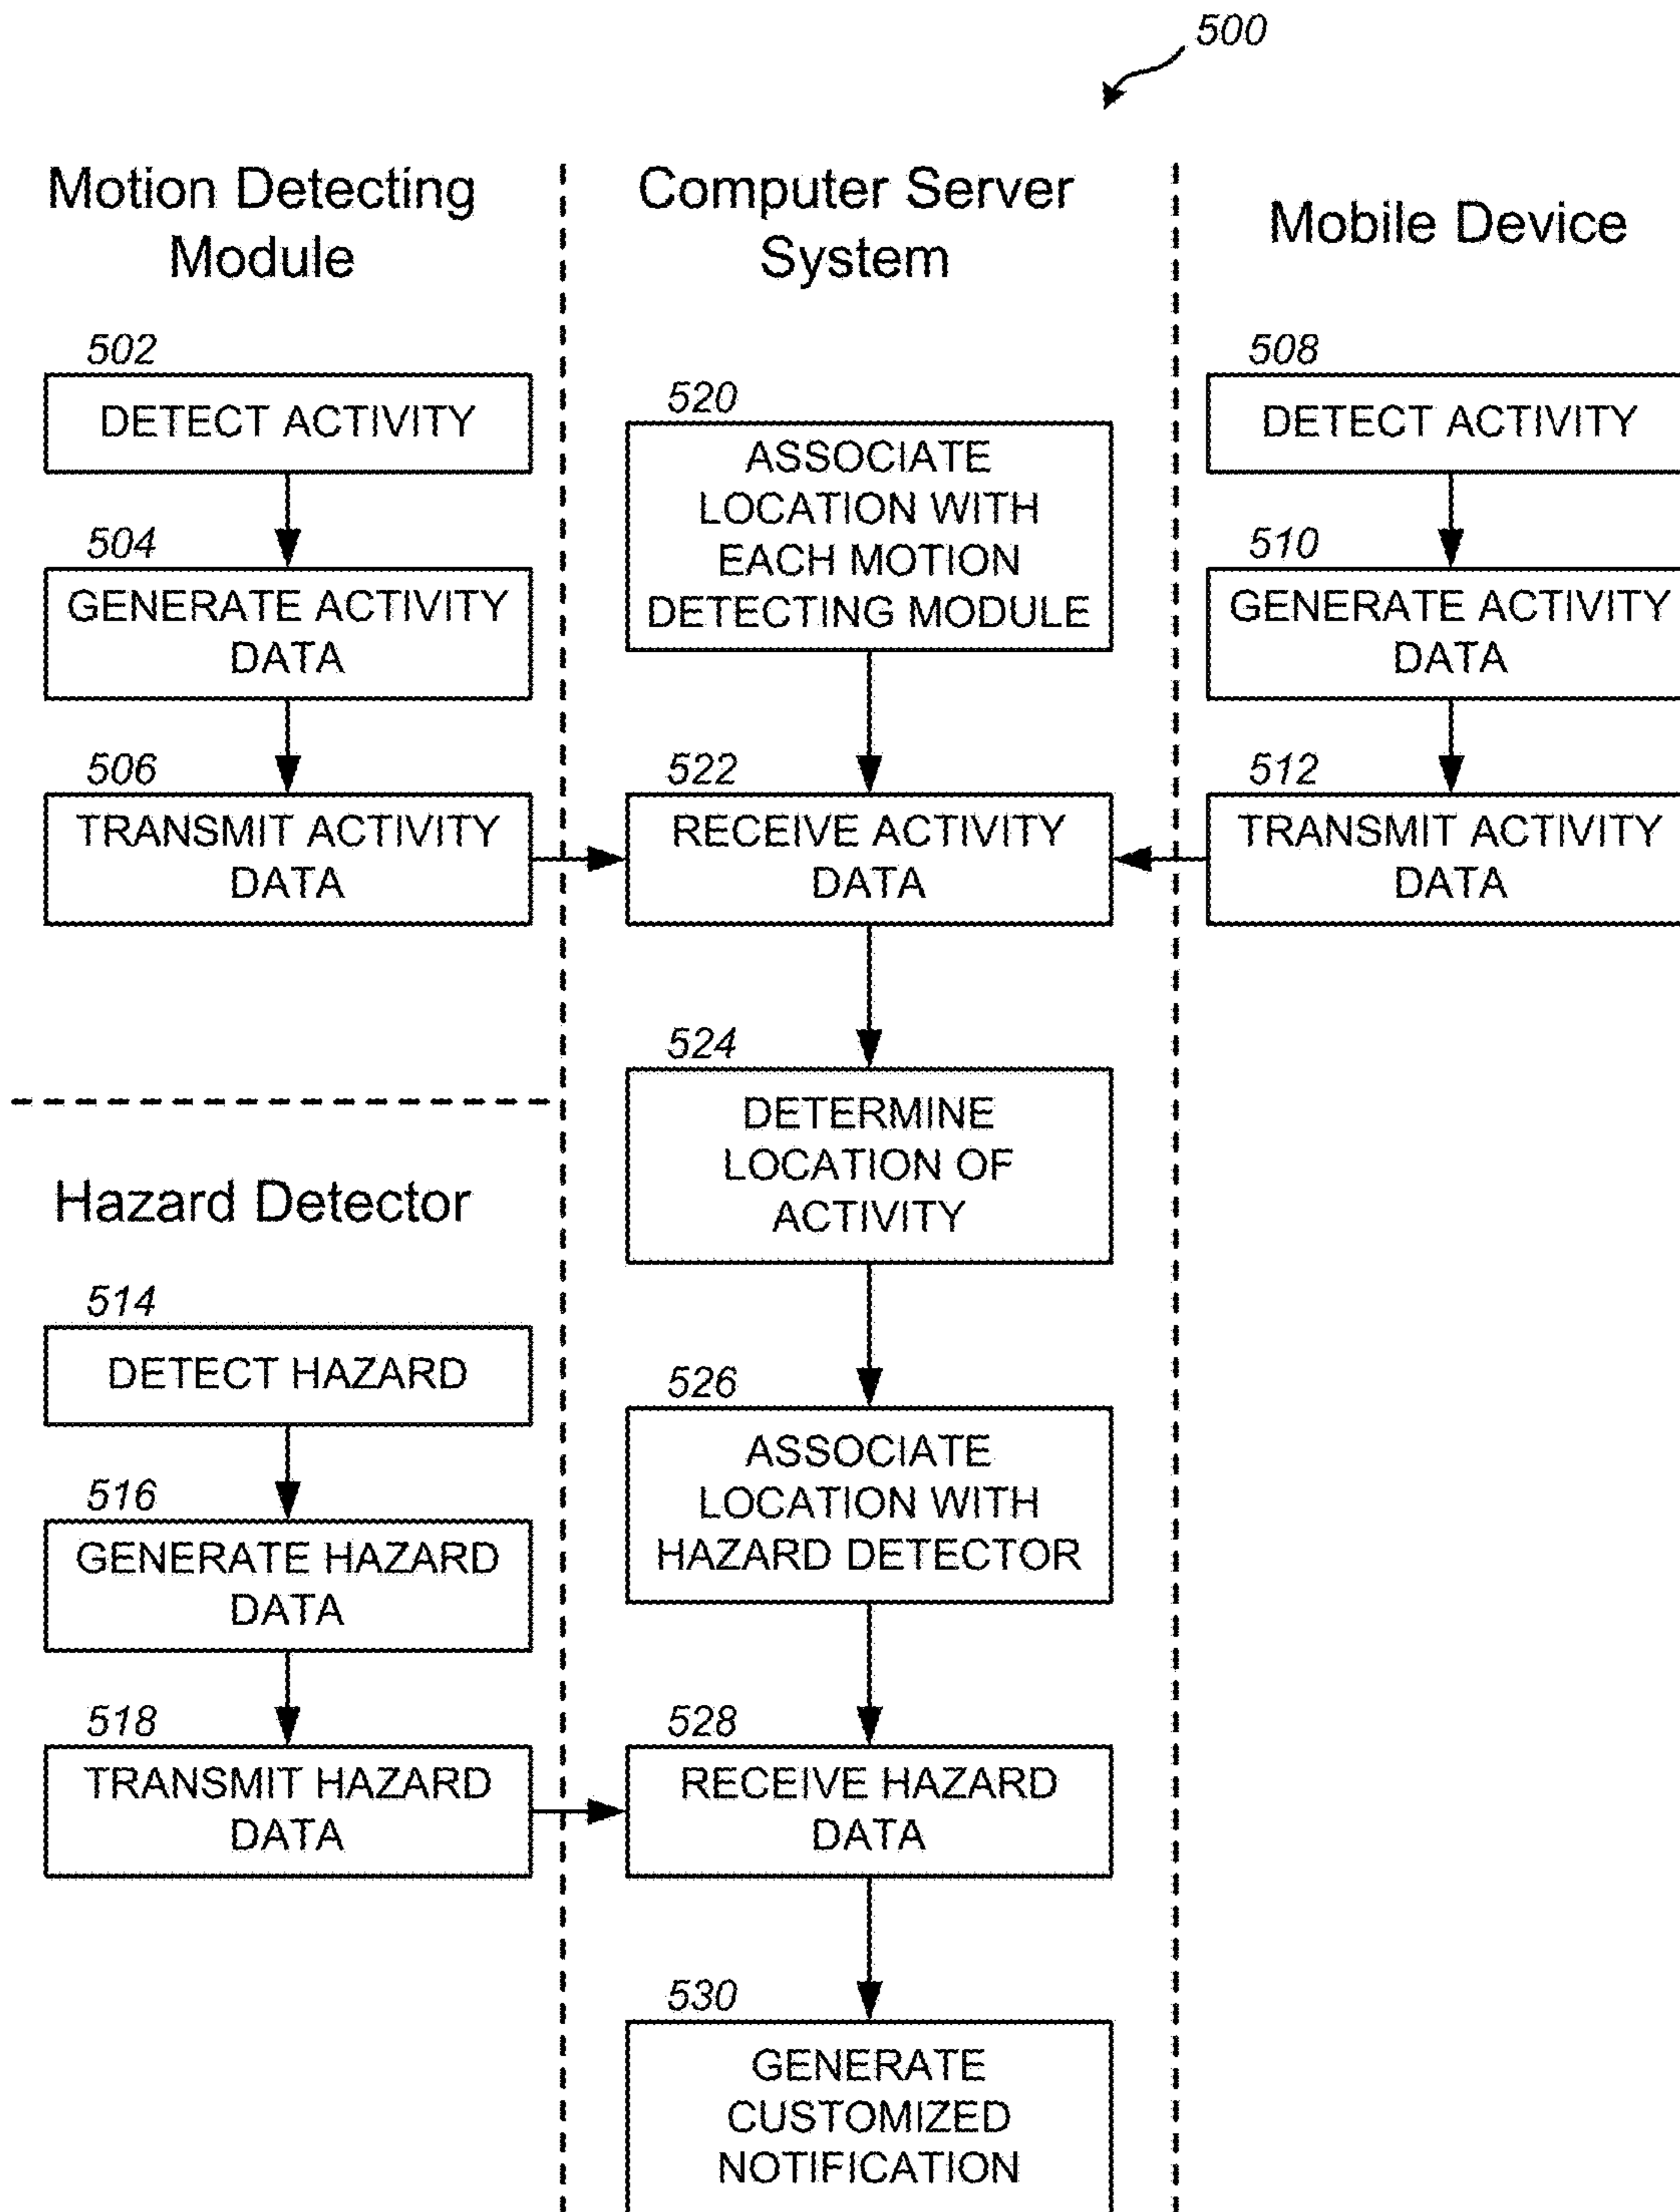 500
Motion Detecting
Module
502
DETECT ACTIVITY
504
GENERATE ACTIVITY
DATA
506
TRANSMIT ACTIVITY
DATA
Hazard Detector
514
DETECT HAZARD
516
GENERATE HAZARD
DATA
518
TRANSMIT HAZARD
DATA
Computer Server
System
520
ASSOCIATE
LOCATION WITH
EACH MOTION
DETECTING MODULE
522
RECEIVE ACTIVITY
DATA
524
DETERMINE
LOCATION OF
ACTIVITY
526
ASSOCIATE
LOCATION WITH
HAZARD DETECTOR
528
RECEIVE HAZARD
DATA
530
GENERATE
CUSTOMIZED
NOTIFICATION
Mobile Device
508
DETECT ACTIVITY
510
GENERATE ACTIVITY
DATA
512
TRANSMIT ACTIVITY
DATA